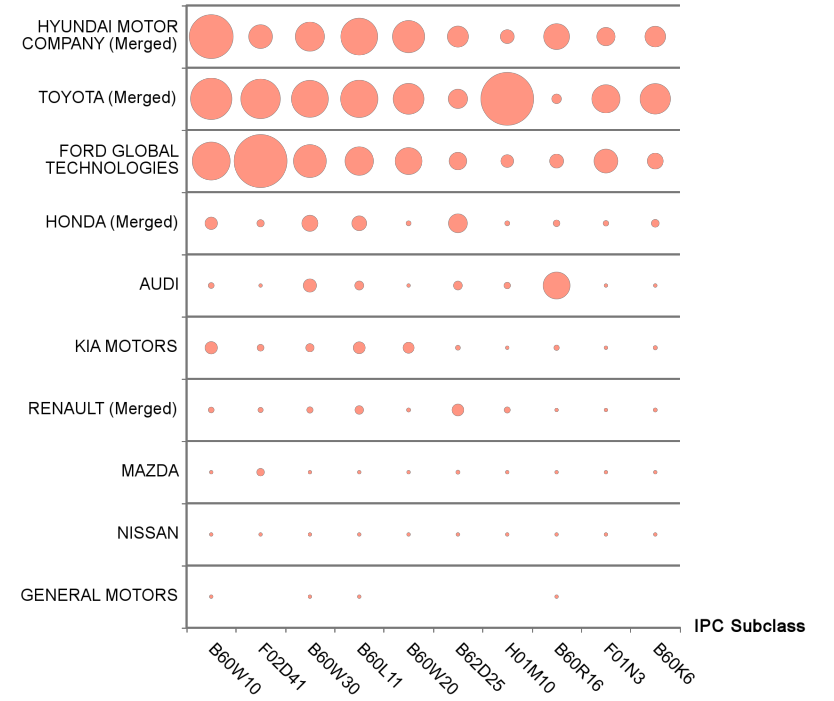 HYUNDAI MOTOR
COMPANY (Merged)
TOYOTA (Merged)
FORD GLOBAL
TECHNOLOGIES
HONDA (Merged)
AUDI
KIA MOTORS
RENAULT (Merged)
MAZDA
NISSAN
GENERAL MOTORS
IPC Subclass
B60W10
F02D41
B60W30
B60L11
B60W20
B62D25
H01M10
B60R16
F01N3
B60K6